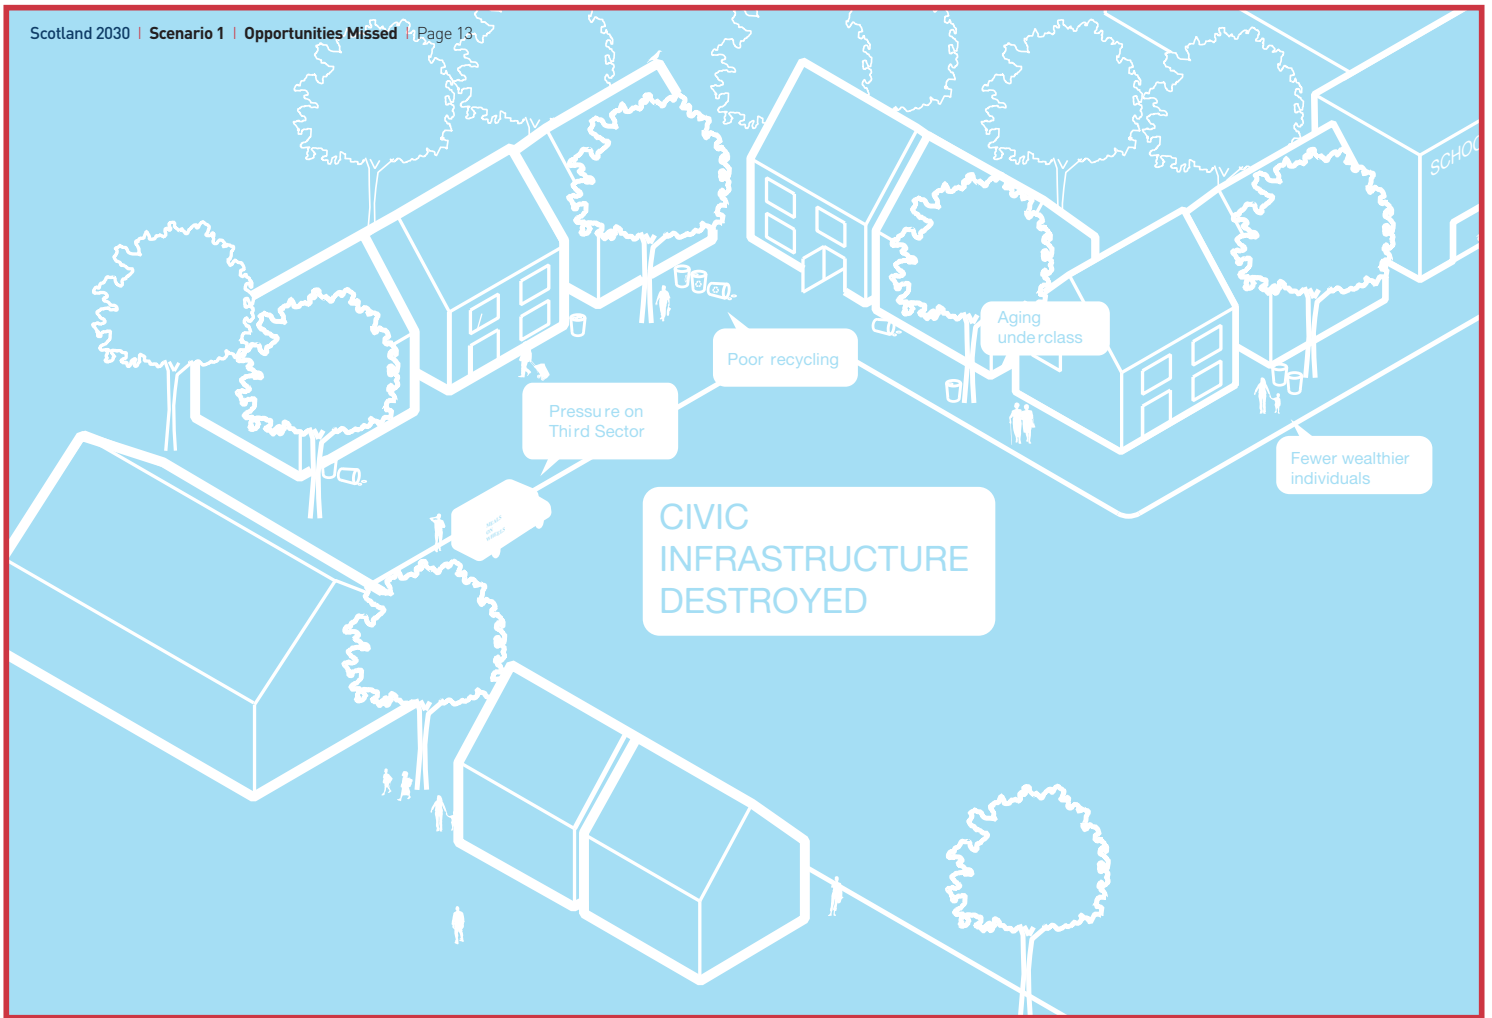 Scotland 2030 | Scenario 1 | Opportunities Missed | Page 13
SCHOO
Aging
underclass
Poor recycling
Pressure on
Third Sector
Fewer wealthier
individuals
CIVIC
INFRASTRUCTURE
DESTROYED